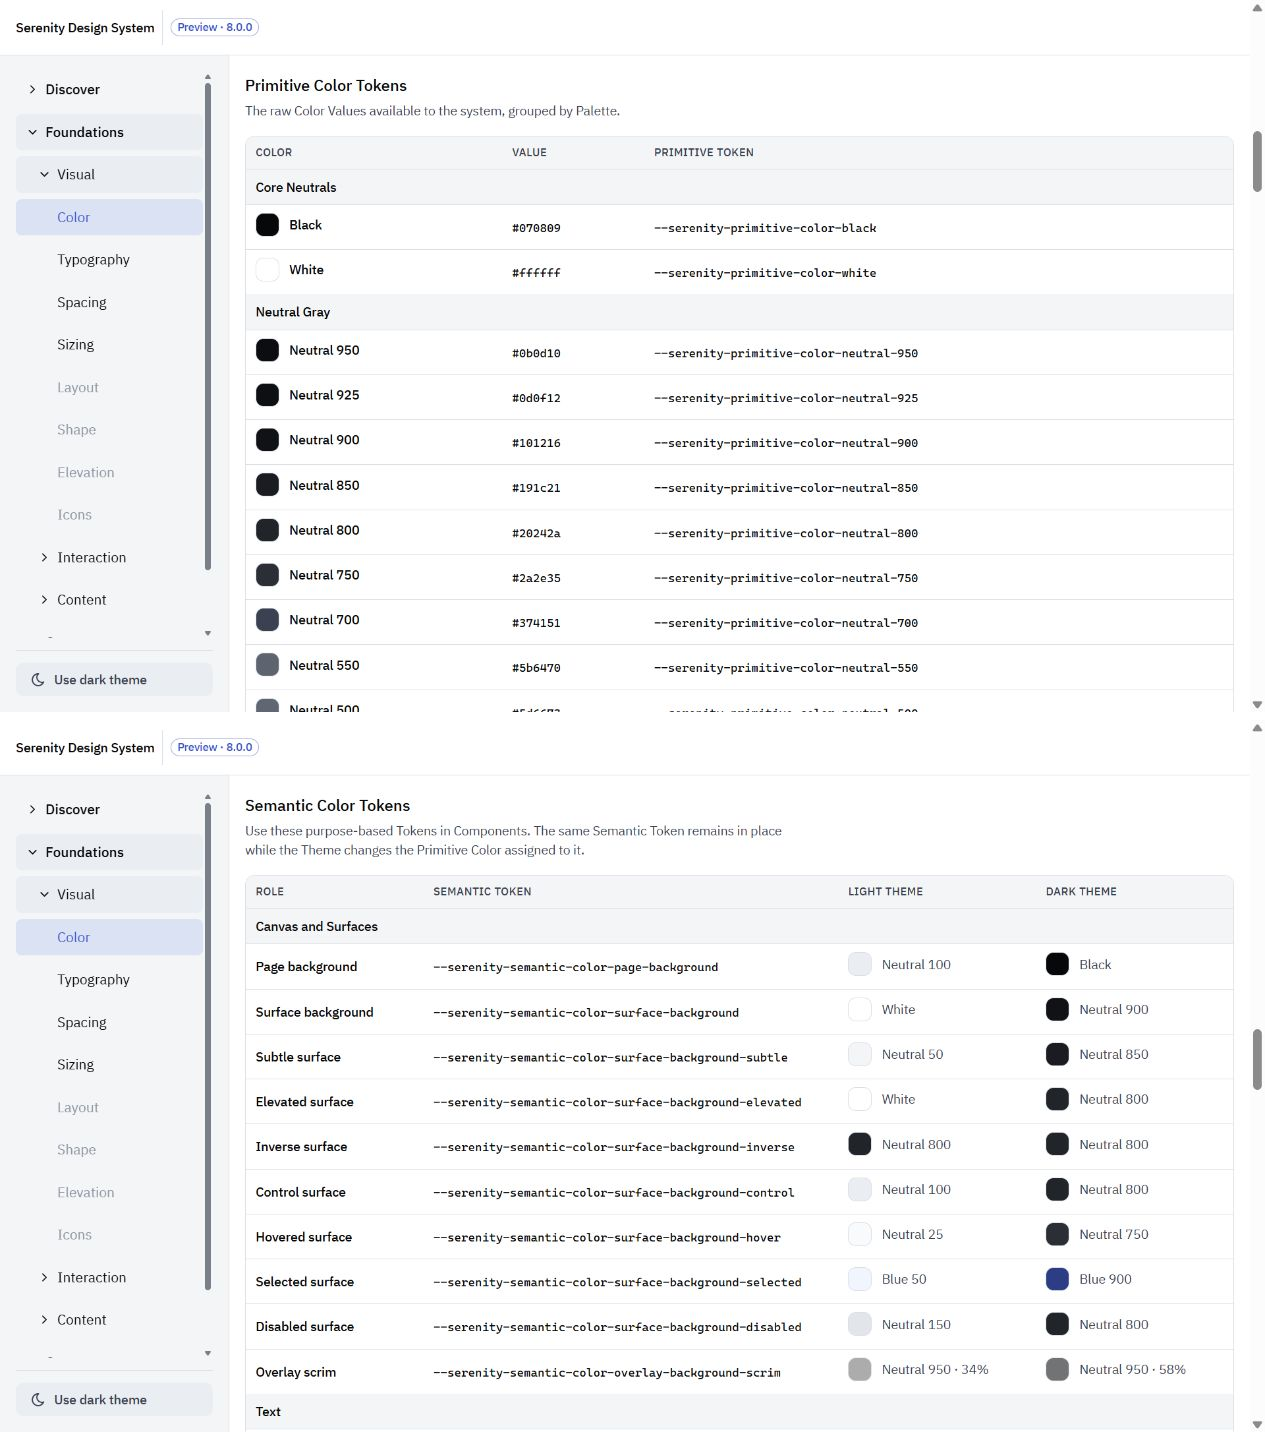 Serenity Design System
Preview · 8.0.0
Discover
Foundations
Visual
Color
Typography
Spacing
Sizing
Layout
Shape
Elevation
Icons
Interaction
Content
Use dark theme
Primitive Color Tokens
The raw Color Values available to the system, grouped by Palette.
COLOR VALUE PRIMITIVE TOKEN
Core Neutrals
Black #070809 --serenity-primitive-color-black
White #ffffff --serenity-primitive-color-white
Neutral Gray
Neutral 950 #0b0d10 --serenity-primitive-color-neutral-950
Neutral 925 #0d0f12 --serenity-primitive-color-neutral-925
Neutral 900 #101216 --serenity-primitive-color-neutral-900
Neutral 850 #191c21 --serenity-primitive-color-neutral-850
Neutral 800 #20242a --serenity-primitive-color-neutral-800
Neutral 750 #2a2e35 --serenity-primitive-color-neutral-750
Neutral 700 #374151 --serenity-primitive-color-neutral-700
Neutral 550 #5b6470 --serenity-primitive-color-neutral-550
Neutral 500
Serenity Design System
Preview · 8.0.0
Discover
Foundations
Visual
Color
Typography
Spacing
Sizing
Layout
Shape
Elevation
Icons
Interaction
Content
Use dark theme
Semantic Color Tokens
Use these purpose-based Tokens in Components. The same Semantic Token remains in place
while the Theme changes the Primitive Color assigned to it.
ROLE SEMANTIC TOKEN LIGHT THEME DARK THEME
Canvas and Surfaces
Page background --serenity-semantic-color-page-background Neutral 100 Black
Surface background --serenity-semantic-color-surface-background White Neutral 900
Subtle surface --serenity-semantic-color-surface-background-subtle Neutral 50 Neutral 850
Elevated surface --serenity-semantic-color-surface-background-elevated White Neutral 800
Inverse surface --serenity-semantic-color-surface-background-inverse Neutral 800 Neutral 800
Control surface --serenity-semantic-color-surface-background-control Neutral 100 Neutral 800
Hovered surface --serenity-semantic-color-surface-background-hover Neutral 25 Neutral 750
Selected surface --serenity-semantic-color-surface-background-selected Blue 50 Blue 900
Disabled surface --serenity-semantic-color-surface-background-disabled Neutral 150 Neutral 800
Overlay scrim --serenity-semantic-color-overlay-background-scrim Neutral 950 · 34% Neutral 950 · 58%
Text